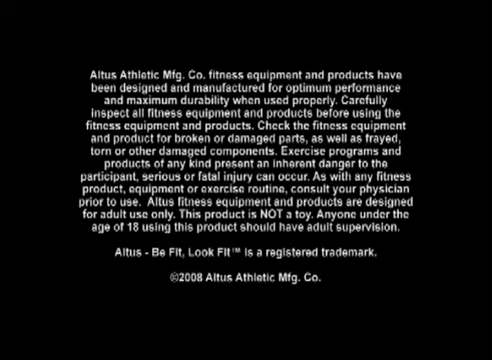 Altus Athletic Mfg. Co. fitness equipment and products have
been designed and manufactured for optimum performance
and maximum durability when used properly. Carefully
inspect all fitness equipment and products before using the
fitness equipment and products. Check the fitness equipment
and product for broken or damaged parts, as well as frayed,
torn or other damaged components. Exercise programs and
products of any kind present an inherent danger to the
participant, serious or fatal injury can occur. As with any fitness
product, equipment or exercise routine, consult your physician
prior to use. Altus fitness equipment and products are designed
for adult use only. This product is NOT a toy. Anyone under the
age of 18 using this product should have adult supervision.
Altus - Be Fit, Look Fit™ is a registered trademark.
©2008 Altus Athletic Mfg. Co.